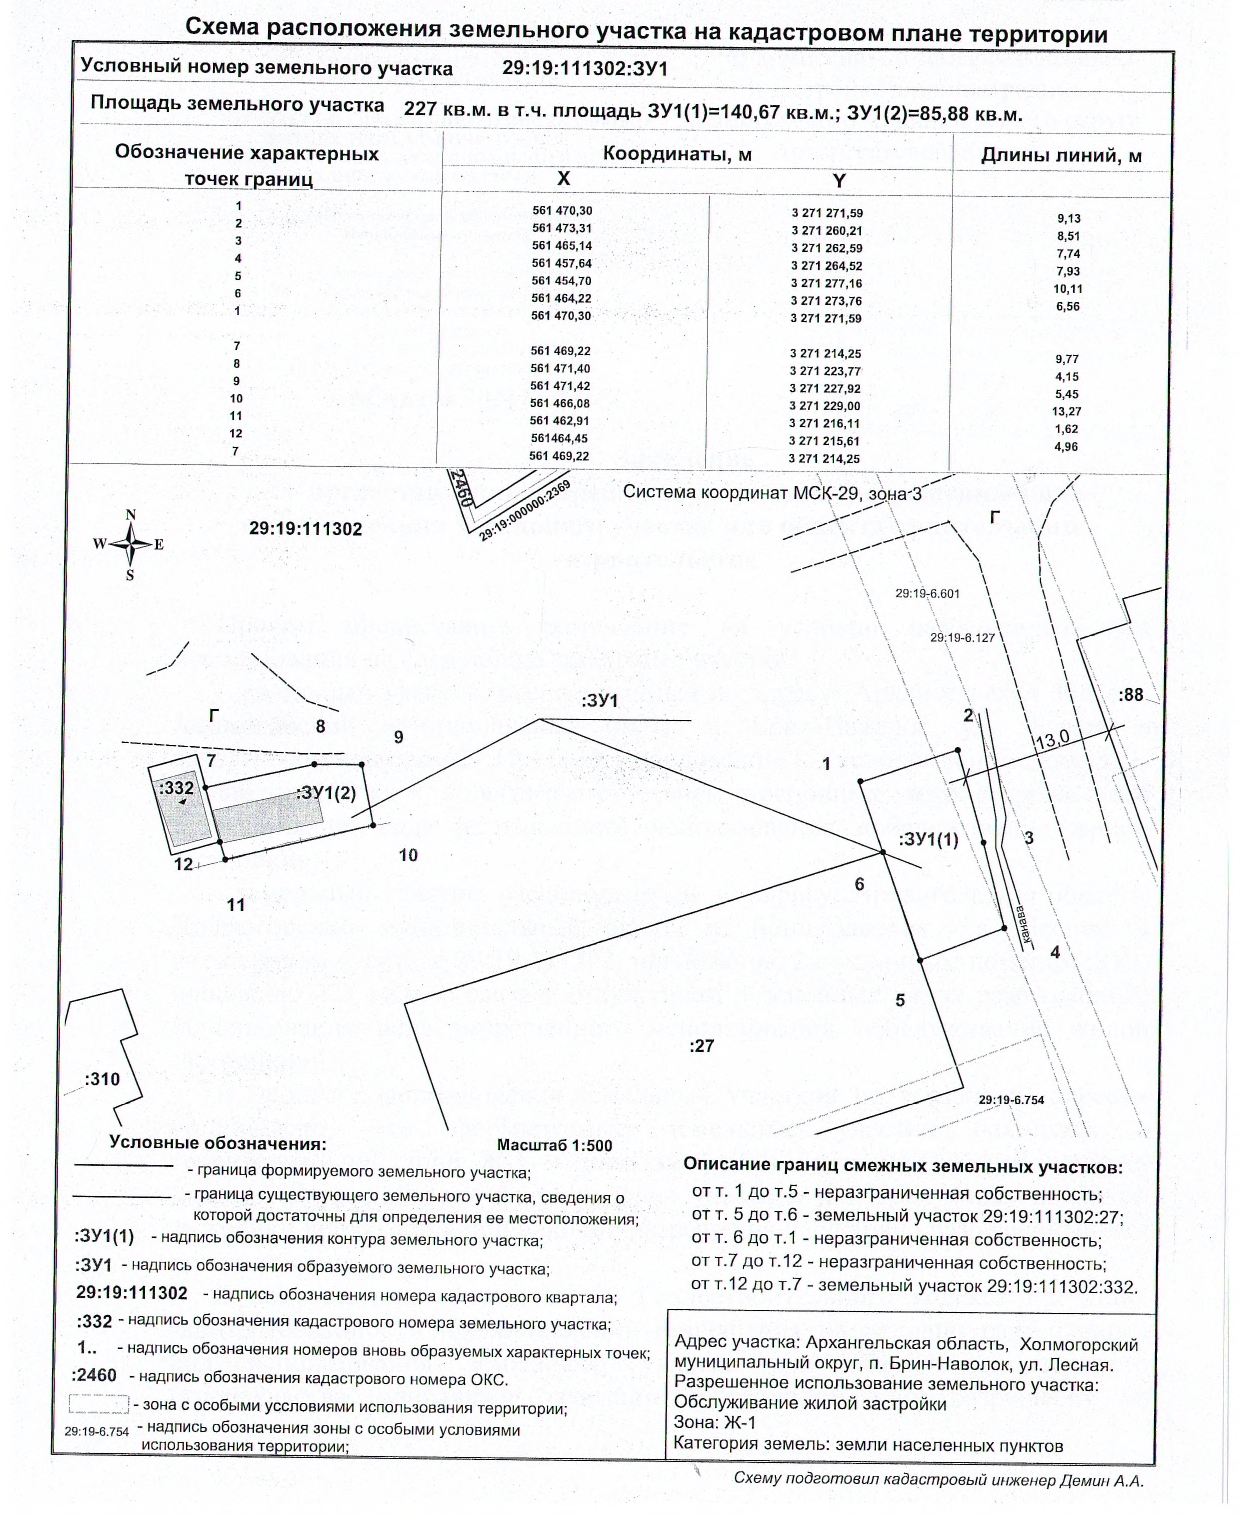 Схема расположения земельного участка на кадастровом плане территории
Условный номер земельного участка 29:19:111302:ЗУ1
Площадь земельного участка 227 кв.м. в т.ч. площадь ЗУ1(1)=140,67 кв.м.; ЗУ1(2)=85,88 кв.м.
Обозначение характерных точек границ Координаты, м Длины линий, м
X Y
1 561 470,30 3 271 271,59
9,13
2 561 473,31 3 271 260,21
8,51
3 561 465,14 3 271 262,59
7,74
4 561 457,64 3 271 264,52
7,93
5 561 454,70 3 271 277,16
10,11
6 561 464,22 3 271 273,76
6,56
1 561 470,30 3 271 271,59
7 561 469,22 3 271 214,25
9,77
8 561 471,40 3 271 223,77
4,15
9 561 471,42 3 271 227,92
5,45
10 561 466,08 3 271 229,00
13,27
11 561 462,91 3 271 216,11
1,62
12 561464,45 3 271 215,61
4,96
7 561 469,22 3 271 214,25
2460
29:19:000000:2369
Система координат МСК-29, зона 3
29:19:111302
N
W E
S
Г
29:19-6.601
29:19-6.127
:88
:ЗУ1
2
13,0
Г
8
9
7
1
:332
:ЗУ1(2)
:ЗУ1(1)
3
12
10
6
11
канава
4
5
:27
:310
29:19-6.754
Условные обозначения:
Масштаб 1:500
- граница формируемого земельного участка;
- граница существующего земельного участка, сведения о
которой достаточны для определения ее местоположения;
:ЗУ1(1) - надпись обозначения контура земельного участка;
:ЗУ1 - надпись обозначения образуемого земельного участка;
29:19:111302 - надпись обозначения номера кадастрового квартала;
:332 - надпись обозначения кадастрового номера земельного участка;
1.. - надпись обозначения номеров вновь образуемых характерных точек;
:2460 - надпись обозначения кадастрового номера ОКС.
- зона с особыми уссловиями использования территории;
29:19-6.754 - надпись обозначения зоны с особыми условиями
использования территории;
Описание границ смежных земельных участков:
от т. 1 до т.5 - неразграниченная собственность;
от т. 5 до т.6 - земельный участок 29:19:111302:27;
от т. 6 до т.1 - неразграниченная собственность;
от т.7 до т.12 - неразграниченная собственность;
от т.12 до т.7 - земельный участок 29:19:111302:332.
Адрес участка: Архангельская область, Холмогорский
муниципальный округ, п. Брин-Наволок, ул. Лесная.
Разрешенное использование земельного участка:
Обслуживание жилой застройки
Зона: Ж-1
Категория земель: земли населенных пунктов
Схему подготовил кадастровый инженер Демин А.А.